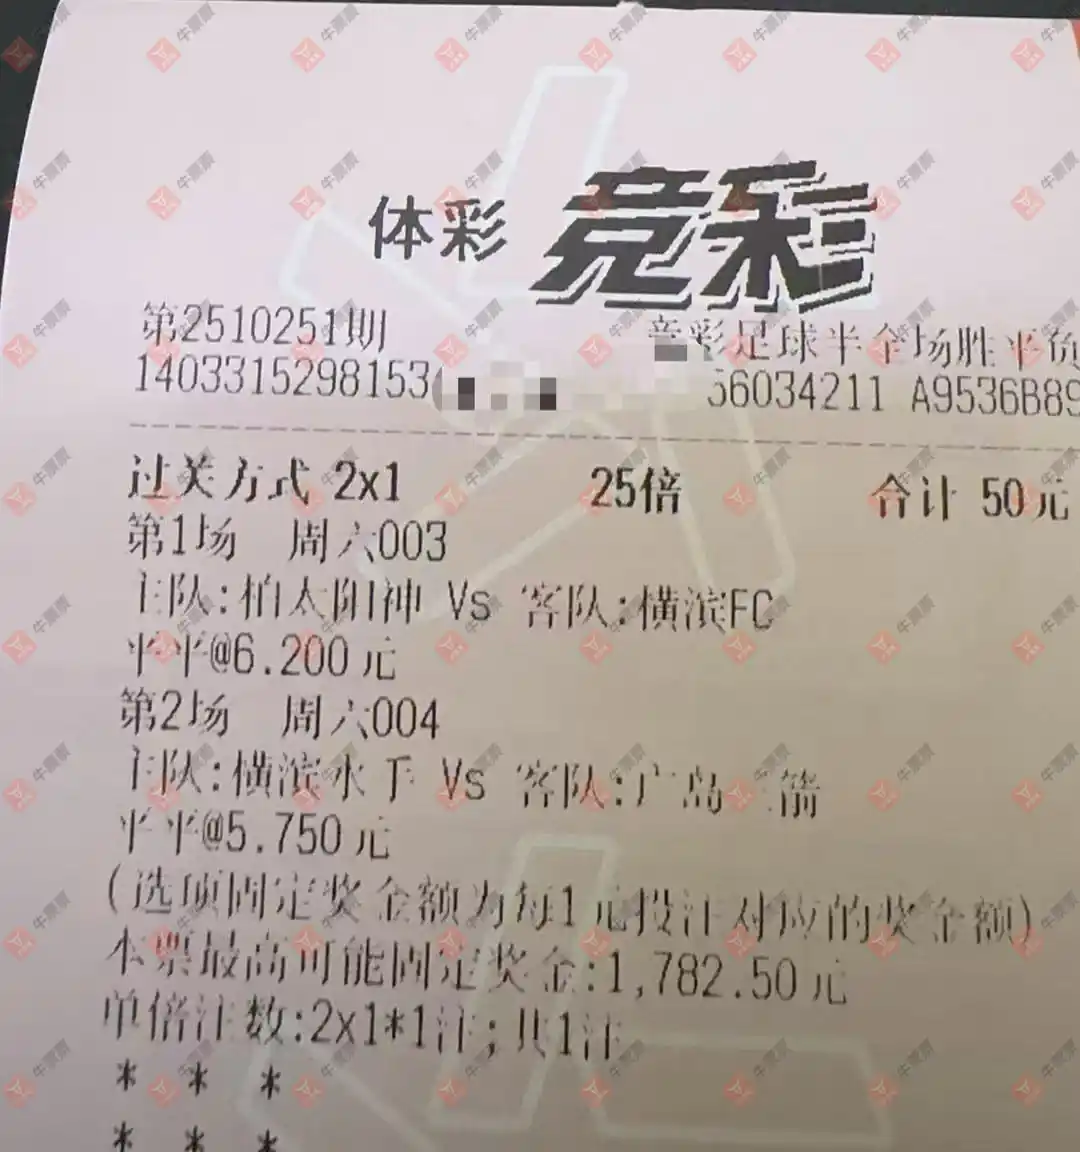 体彩 竞彩
第2510251期 竞彩足球半全场胜平负
1403315298153 56034211 A9536B89
过关方式 2x1 25倍 合计 50元
第1场 周六003
主队:柏太阳神 Vs 客队:横滨FC
平平@6.200元
第2场 周六004
主队:横滨水手 Vs 客队:广岛三箭
平平@5.750元
(选项固定奖金额为每1元投注对应的奖金额)
本票最高可能固定奖金:1,782.50元
单倍注数:2x1*1注;共1注
* * *
* * *
牛票票